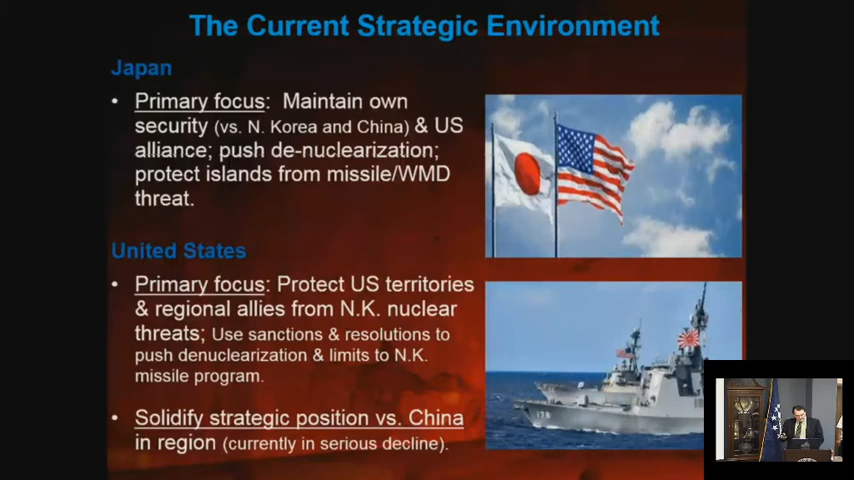 The Current Strategic Environment
Japan
• Primary focus: Maintain own
security (vs. N. Korea and China) & US
alliance; push de-nuclearization;
protect islands from missile/WMD
threat.
United States
• Primary focus: Protect US territories
& regional allies from N.K. nuclear
threats; Use sanctions & resolutions to
push denuclearization & limits to N.K.
missile program.
• Solidify strategic position vs. China
in region (currently in serious decline).
178